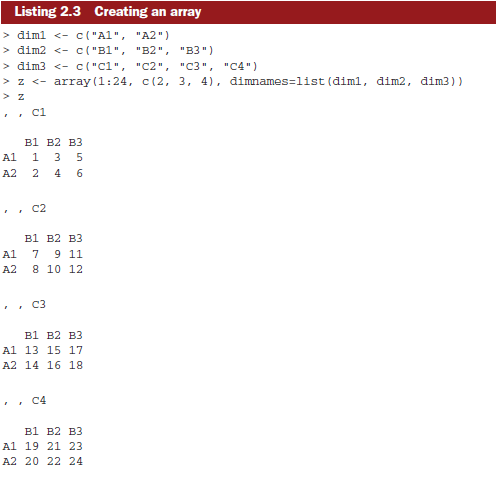 Listing 2.3 Creating an array
> dim1 <- c("A1", "A2")
> dim2 <- c("B1", "B2", "B3")
> dim3 <- c("C1", "C2", "C3", "C4")
> z <- array(1:24, c(2, 3, 4), dimnames=list(dim1, dim2, dim3))
> z
, , C1
   B1 B2 B3
A1  1  3  5
A2  2  4  6
, , C2
   B1 B2 B3
A1  7  9 11
A2  8 10 12
, , C3
   B1 B2 B3
A1 13 15 17
A2 14 16 18
, , C4
   B1 B2 B3
A1 19 21 23
A2 20 22 24